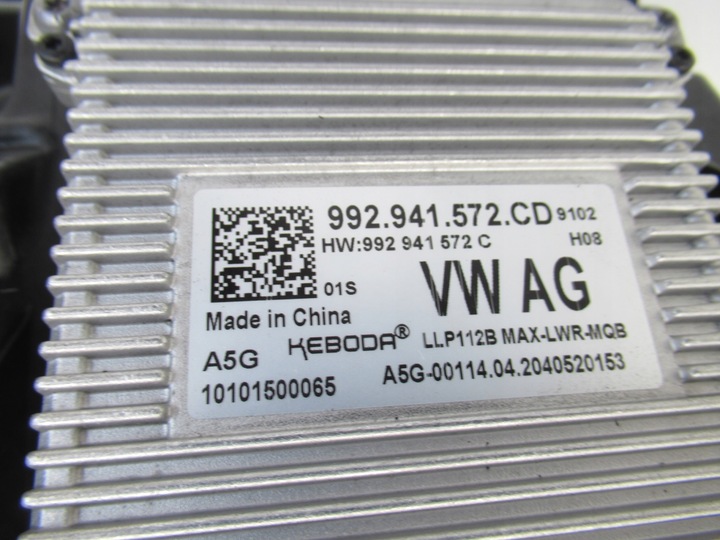 992.941.572.CD 9102
HW:992 941 572 C H08
01S VW AG
Made in China
A5G KEBODA® LLP112B MAX-LWR-MQB
10101500065 A5G-00114.04.2040520153